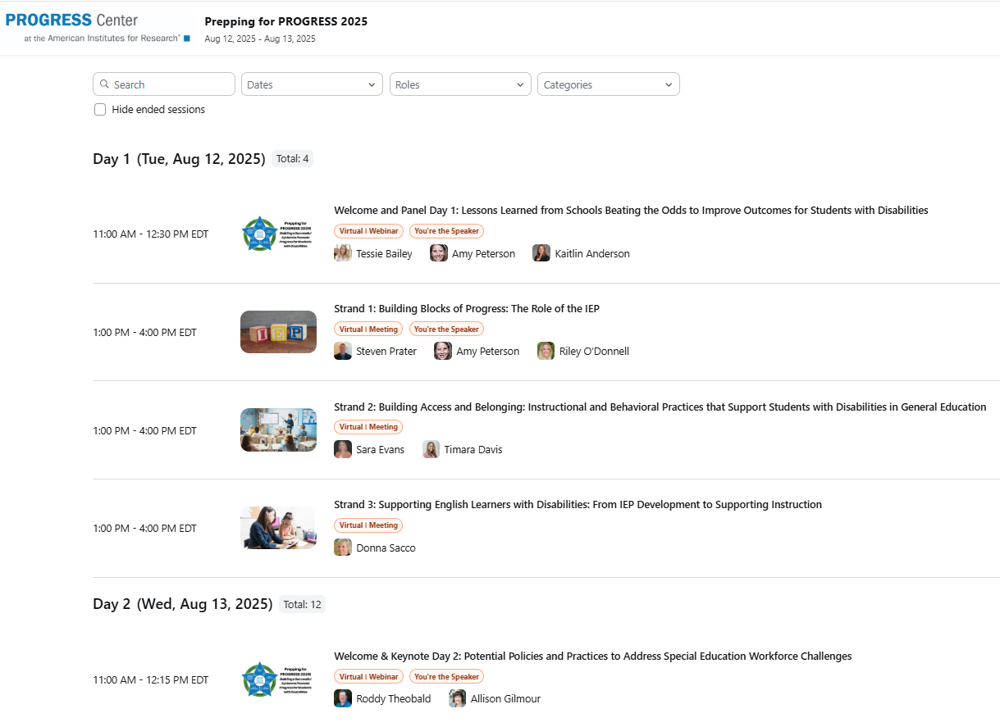 PROGRESS Center
at the American Institutes for Research®
Prepping for PROGRESS 2025
Aug 12, 2025 - Aug 13, 2025
Search
Dates
Roles
Categories
Hide ended sessions
Day 1 (Tue, Aug 12, 2025) Total: 4
11:00 AM - 12:30 PM EDT
Prepping for
PROGRESS 2025!
Building a Successful
System to Promote
Progress for Students
with Disabilities
Welcome and Panel Day 1: Lessons Learned from Schools Beating the Odds to Improve Outcomes for Students with Disabilities
Virtual | Webinar You're the Speaker
Tessie Bailey Amy Peterson Kaitlin Anderson
1:00 PM - 4:00 PM EDT
I E P
Strand 1: Building Blocks of Progress: The Role of the IEP
Virtual | Meeting You're the Speaker
Steven Prater Amy Peterson Riley O’Donnell
1:00 PM - 4:00 PM EDT
Strand 2: Building Access and Belonging: Instructional and Behavioral Practices that Support Students with Disabilities in General Education
Virtual | Meeting
Sara Evans Timara Davis
1:00 PM - 4:00 PM EDT
Strand 3: Supporting English Learners with Disabilities: From IEP Development to Supporting Instruction
Virtual | Meeting
Donna Sacco
Day 2 (Wed, Aug 13, 2025) Total: 12
11:00 AM - 12:15 PM EDT
Prepping for
PROGRESS 2025!
Building a Successful
System to Promote
Progress for Students
with Disabilities
Welcome & Keynote Day 2: Potential Policies and Practices to Address Special Education Workforce Challenges
Virtual | Webinar You're the Speaker
Roddy Theobald Allison Gilmour